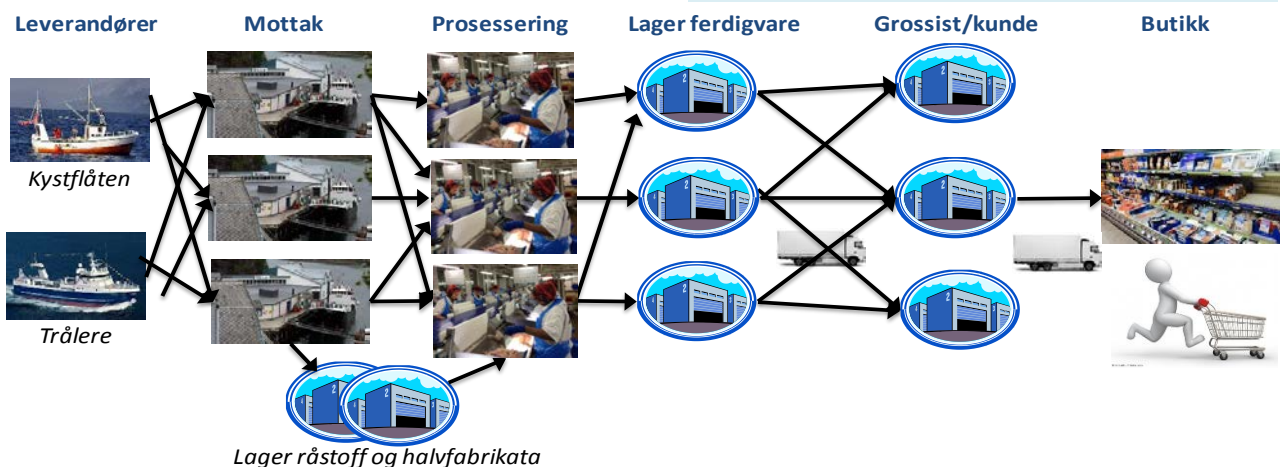 Leverandører
Mottak
Prosessering
Lager ferdigvare
Grossist/kunde
Butikk
Kystflåten
Trålere
Lager råstoff og halvfabrikata